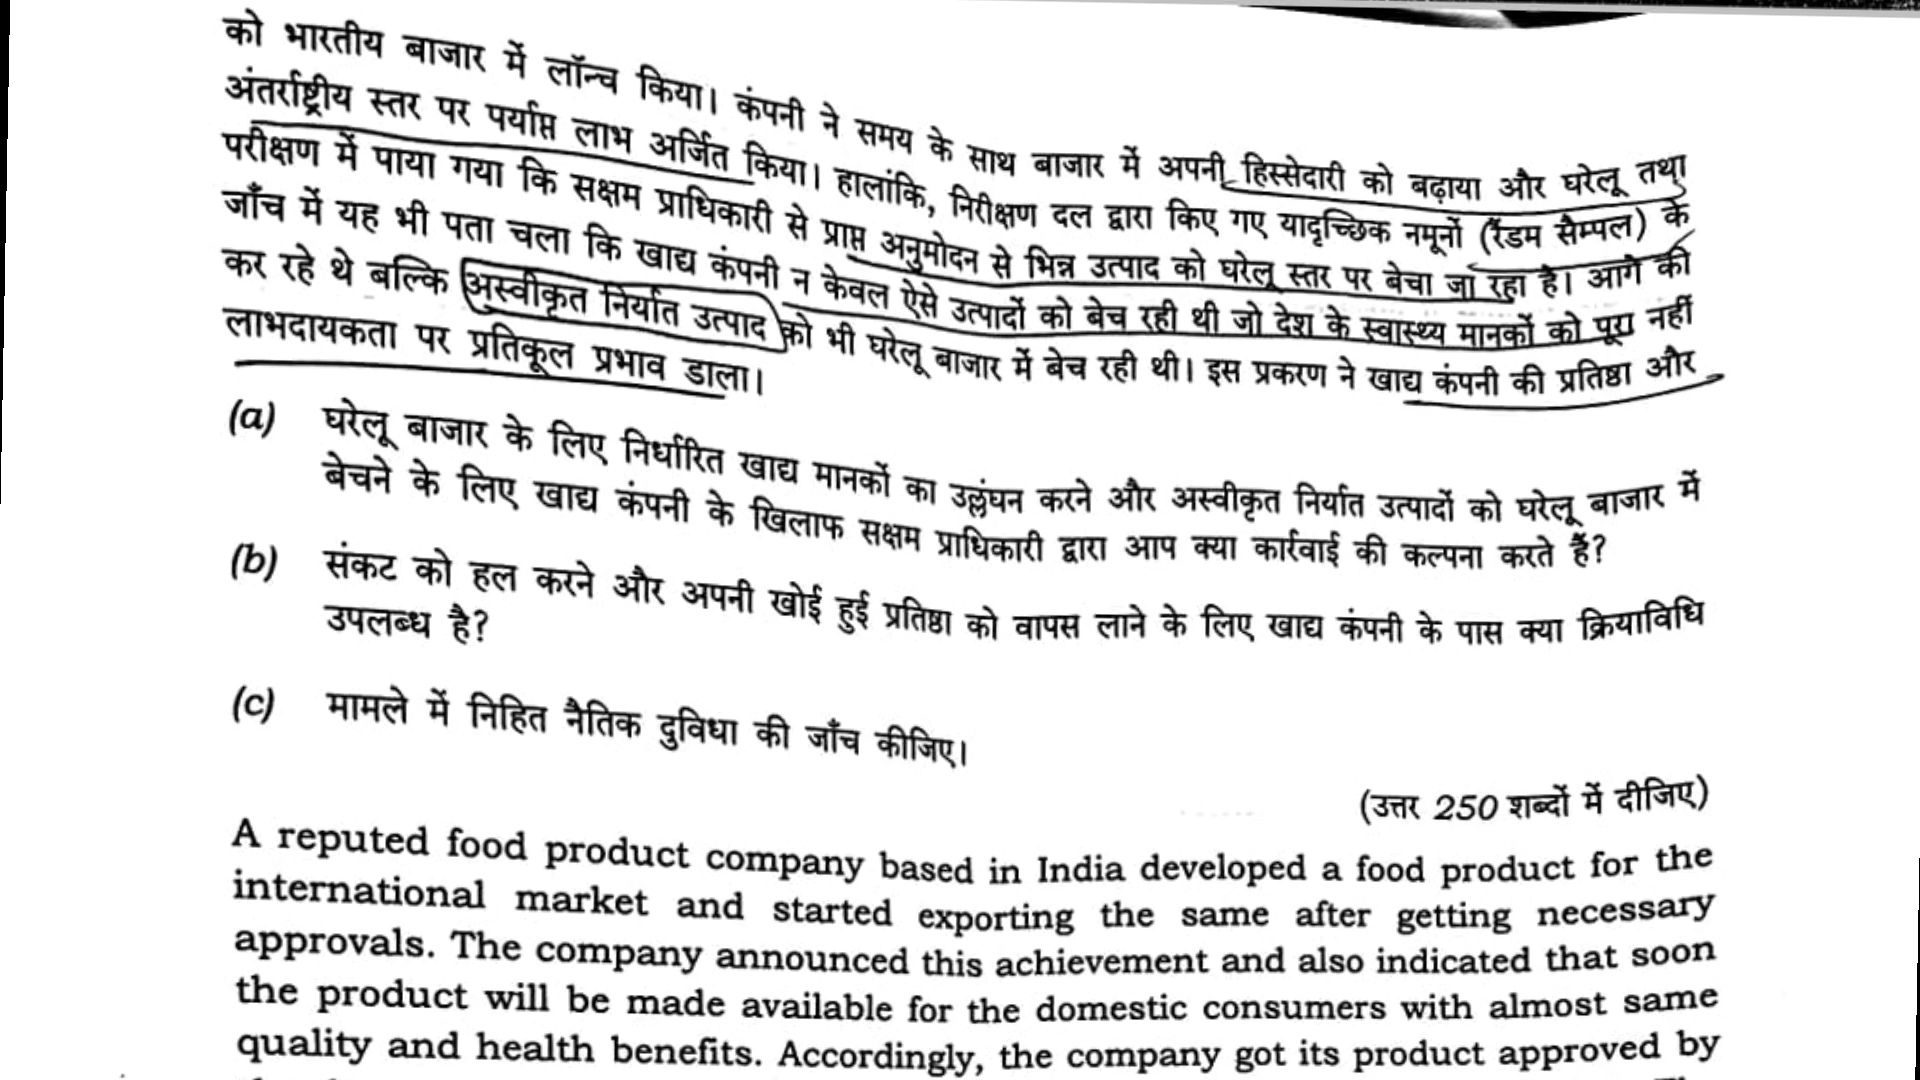 को भारतीय बाजार में लॉन्च किया। कंपनी ने समय के साथ बाजार में अपनी हिस्सेदारी को बढ़ाया और घरेलू तथा
अंतर्राष्ट्रीय स्तर पर पर्याप्त लाभ अर्जित किया। हालांकि, निरीक्षण दल द्वारा किए गए यादृच्छिक नमूनों (रैंडम सैम्पल) के
परीक्षण में पाया गया कि सक्षम प्राधिकारी से प्राप्त अनुमोदन से भिन्न उत्पाद को घरेलू स्तर पर बेचा जा रहा है। आगे की
जाँच में यह भी पता चला कि खाद्य कंपनी न केवल ऐसे उत्पादों को बेच रही थी जो देश के स्वास्थ्य मानकों को पूरा नहीं
कर रहे थे बल्कि अस्वीकृत निर्यात उत्पाद को भी घरेलू बाजार में बेच रही थी। इस प्रकरण ने खाद्य कंपनी की प्रतिष्ठा और
लाभदायकता पर प्रतिकूल प्रभाव डाला।
(a) घरेलू बाजार के लिए निर्धारित खाद्य मानकों का उल्लंघन करने और अस्वीकृत निर्यात उत्पादों को घरेलू बाजार में
बेचने के लिए खाद्य कंपनी के खिलाफ सक्षम प्राधिकारी द्वारा आप क्या कार्रवाई की कल्पना करते हैं?
(b) संकट को हल करने और अपनी खोई हुई प्रतिष्ठा को वापस लाने के लिए खाद्य कंपनी के पास क्या क्रियाविधि
उपलब्ध है?
(c) मामले में निहित नैतिक दुविधा की जाँच कीजिए।
(उत्तर 250 शब्दों में दीजिए)
A reputed food product company based in India developed a food product for the
international market and started exporting the same after getting necessary
approvals. The company announced this achievement and also indicated that soon
the product will be made available for the domestic consumers with almost same
quality and health benefits. Accordingly, the company got its product approved by